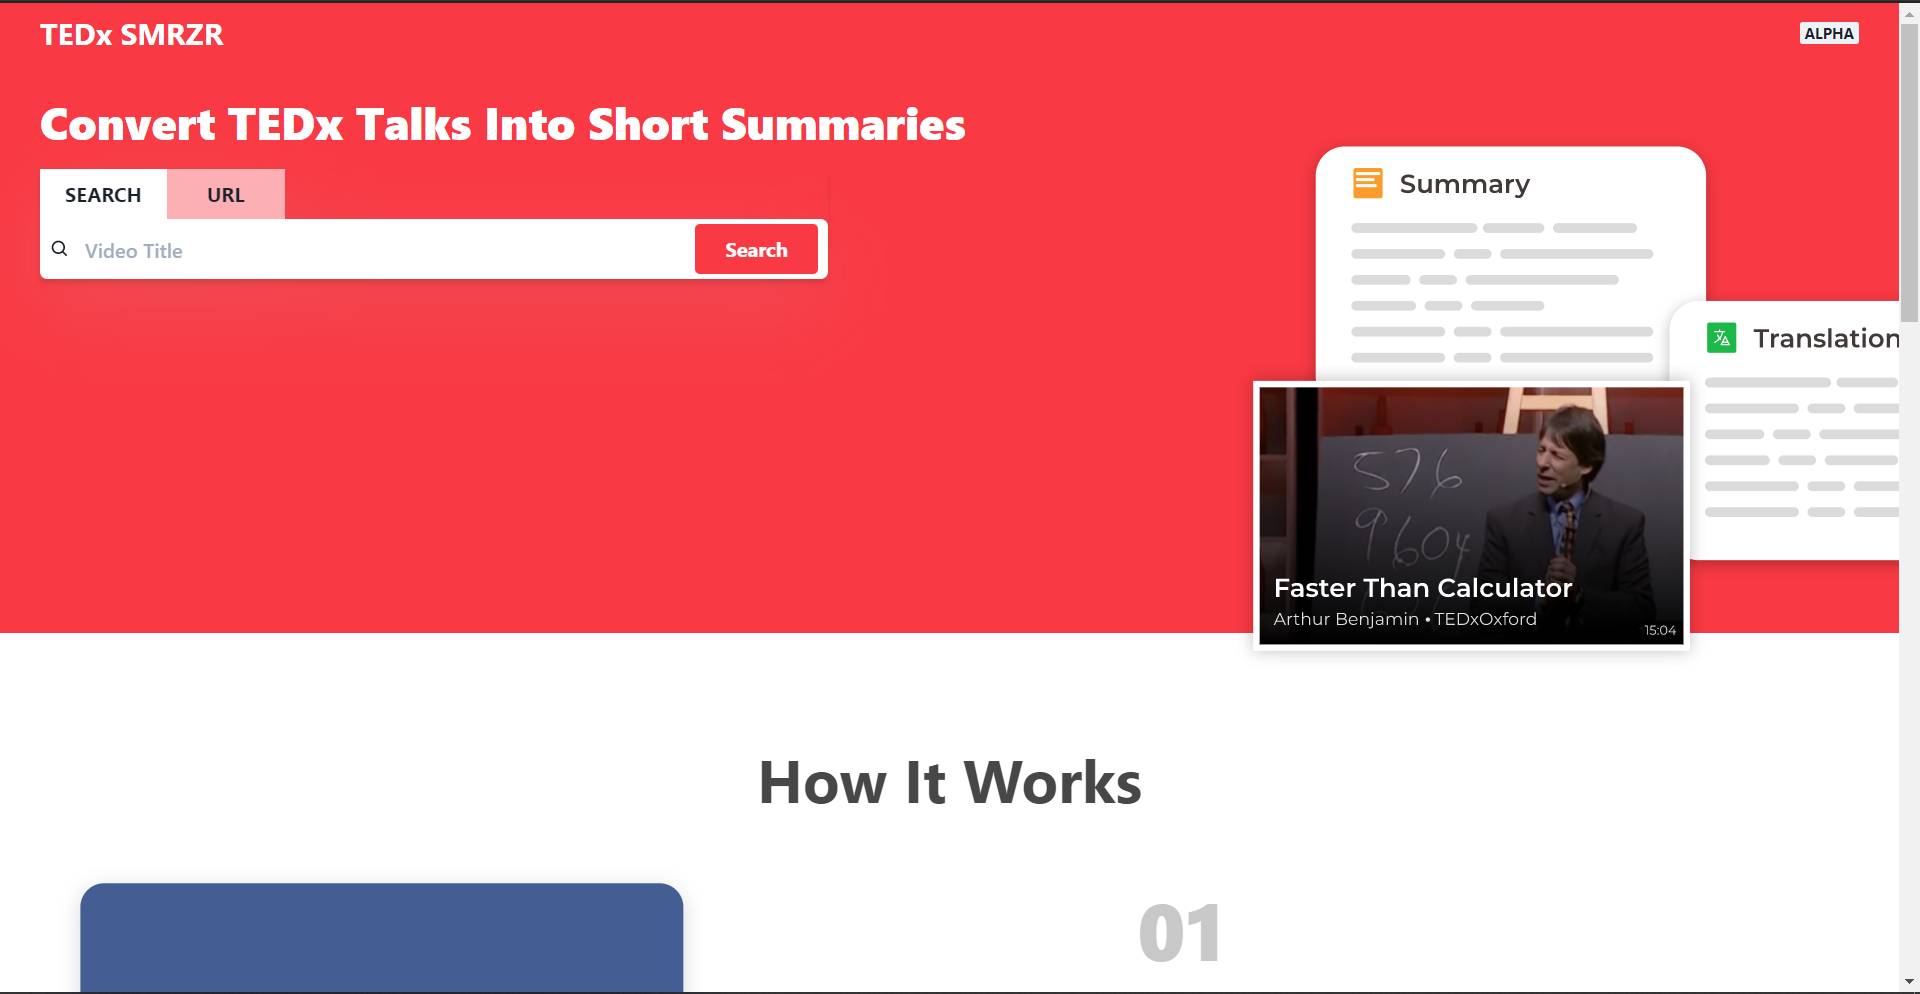 TEDx SMRZR
ALPHA
Convert TEDx Talks Into Short Summaries
SEARCH
URL
Video Title
Search
Summary
Translation
576
9604
Faster Than Calculator
Arthur Benjamin • TEDxOxford
15:04
How It Works
01